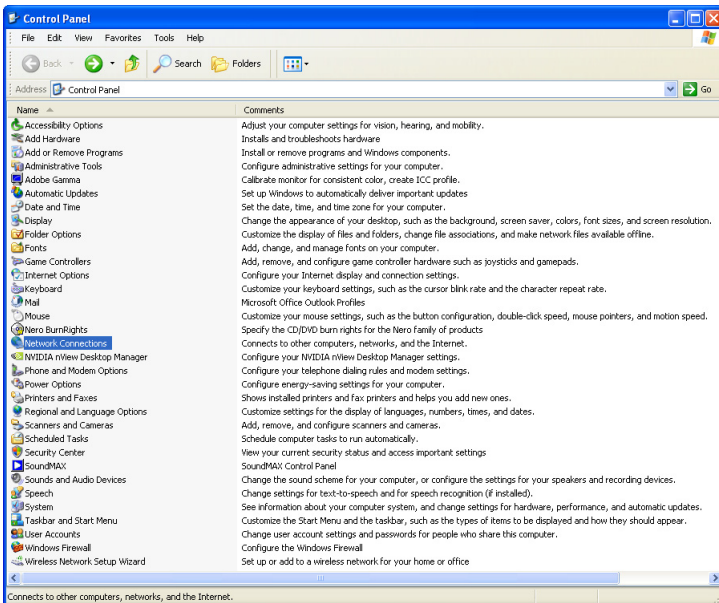 Control Panel
File Edit View Favorites Tools Help
Back Search Folders
Address Control Panel Go
Name Comments
Accessibility Options Adjust your computer settings for vision, hearing, and mobility.
Add Hardware Installs and troubleshoots hardware
Add or Remove Programs Install or remove programs and Windows components.
Administrative Tools Configure administrative settings for your computer.
Adobe Gamma Calibrate monitor for consistent color, create ICC profile.
Automatic Updates Set up Windows to automatically deliver important updates
Date and Time Set the date, time, and time zone for your computer.
Display Change the appearance of your desktop, such as the background, screen saver, colors, font sizes, and screen resolution.
Folder Options Customize the display of files and folders, change file associations, and make network files available offline.
Fonts Add, change, and manage fonts on your computer.
Game Controllers Add, remove, and configure game controller hardware such as joysticks and gamepads.
Internet Options Configure your Internet display and connection settings.
Keyboard Customize your keyboard settings, such as the cursor blink rate and the character repeat rate.
Mail Microsoft Office Outlook Profiles
Mouse Customize your mouse settings, such as the button configuration, double-click speed, mouse pointers, and motion speed.
Nero BurnRights Specify the CD/DVD burn rights for the Nero family of products
Network Connections Connects to other computers, networks, and the Internet.
NVIDIA nView Desktop Manager Configure your NVIDIA nView Desktop Manager settings.
Phone and Modem Options Configure your telephone dialing rules and modem settings.
Power Options Configure energy-saving settings for your computer.
Printers and Faxes Shows installed printers and fax printers and helps you add new ones.
Regional and Language Options Customize settings for the display of languages, numbers, times, and dates.
Scanners and Cameras Add, remove, and configure scanners and cameras.
Scheduled Tasks Schedule computer tasks to run automatically.
Security Center View your current security status and access important settings
SoundMAX SoundMAX Control Panel
Sounds and Audio Devices Change the sound scheme for your computer, or configure the settings for your speakers and recording devices.
Speech Change settings for text-to-speech and for speech recognition (if installed).
System See information about your computer system, and change settings for hardware, performance, and automatic updates.
Taskbar and Start Menu Customize the Start Menu and the taskbar, such as the types of items to be displayed and how they should appear.
User Accounts Change user account settings and passwords for people who share this computer.
Windows Firewall Configure the Windows Firewall
Wireless Network Setup Wizard Set up or add to a wireless network for your home or office
Connects to other computers, networks, and the Internet.